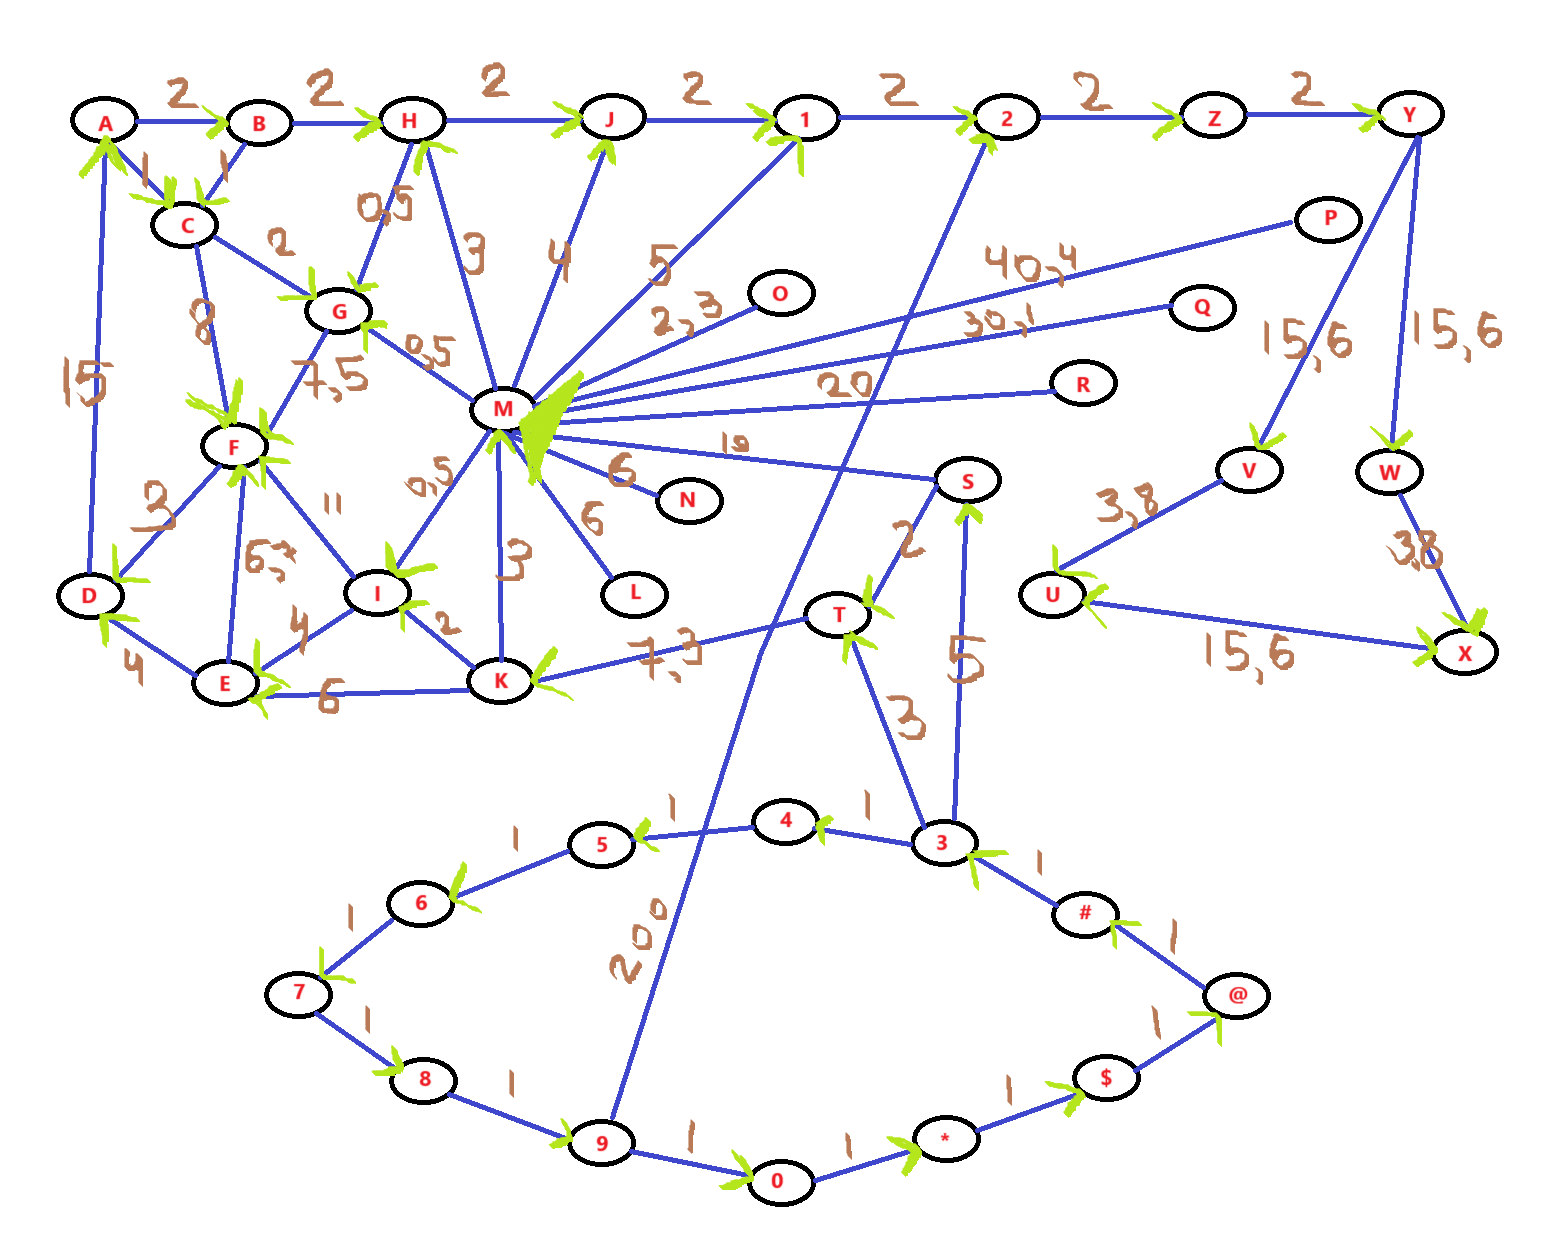 2 2 2 2 2 2 2
A B H J 1 2 Z Y
1 1
C 0,5 P
2 3 4 5 40,4
G O Q
8 2,3 30,1
15 7,5 0,5 20 R 15,6 15,6
M
F 10
0,5 6 S V W
3 11 N
6 2 3,8 3,8
3
D I L T U
4 2 7,3 5 15,6 X
4 E 6 K
3
1 1
1 5 4 3
6 1
1 200 #
1
7 @
1 1
8 1 1 $
1 1
9 *
0